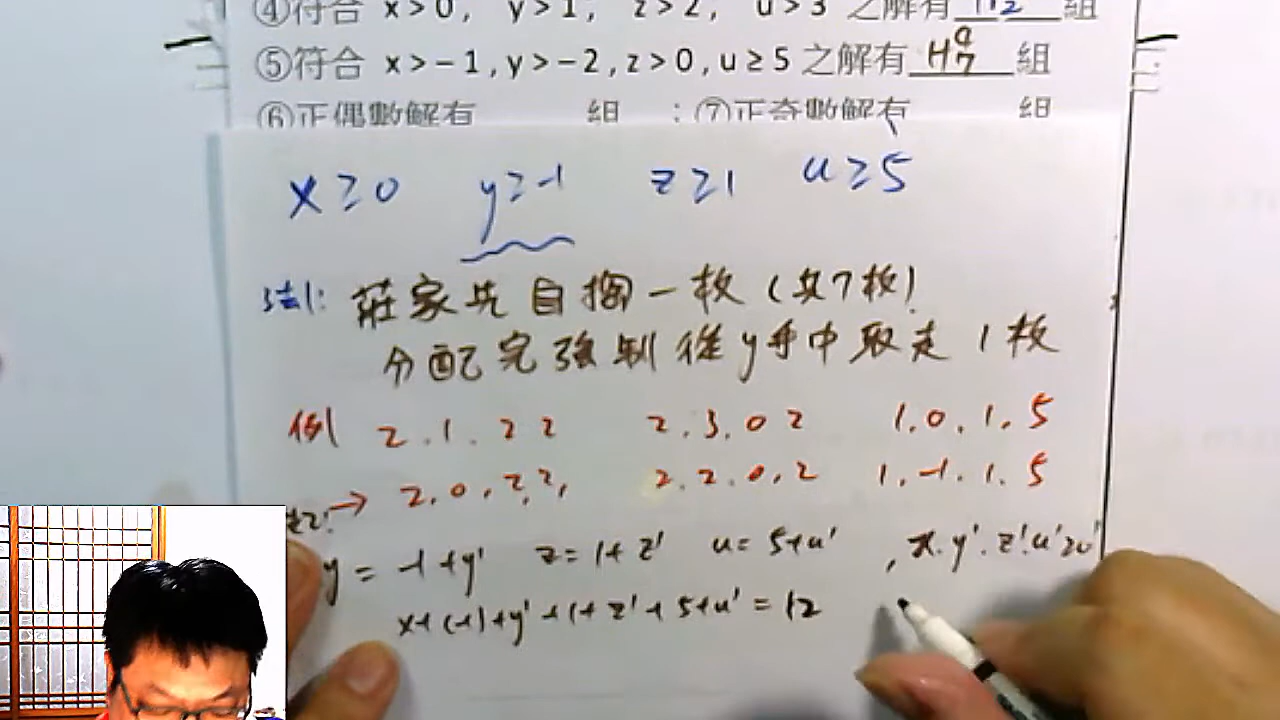 ④符合 x>0, y>1, z>2, u>3 之解有 組
⑤符合 x>-1,y>-2,z>0,u≥5 之解有 H 7 組
⑥正偶數解有 組 ;⑦正奇數解有 組
x≥0 y≥-1 z≥1 u≥5
法1: 莊家先自掏一枚(共7枚)
分配完強制從y手中取走1枚
例 2.1.2 2 2.3.0 2 1.0.1.5
→ 2.0.2.2, 2.2.0.2 1.-1.1.5
法2:
y=-1+y' z=1+z' u=5+u' ,x.y'.z'.u'≥0
x+(-1)+y'+1+z'+5+u'=12